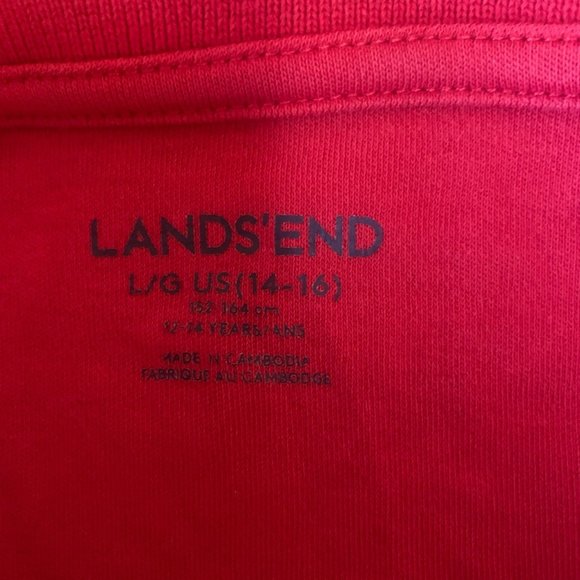 LANDS'END
L/G US (14-16)
152-164 cm
12-14 YEARS/ANS
MADE IN CAMBODIA
FABRIQUE AU CAMBODGE